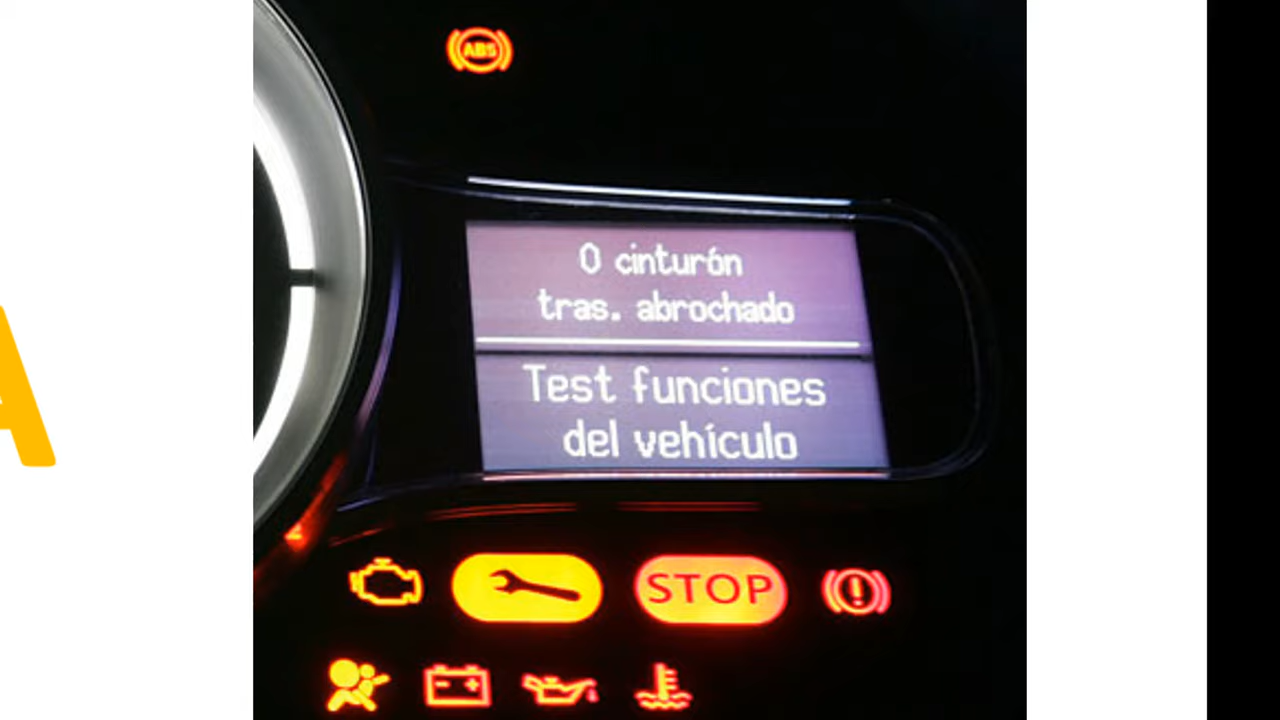 ABS
0 cinturón
tras. abrochado
Test funciones
del vehículo
STOP
A